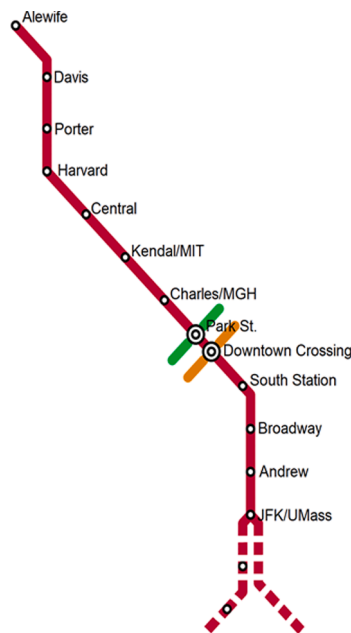 Alewife
Davis
Porter
Harvard
Central
Kendal/MIT
Charles/MGH
Park St.
Downtown Crossing
South Station
Broadway
Andrew
JFK/UMass